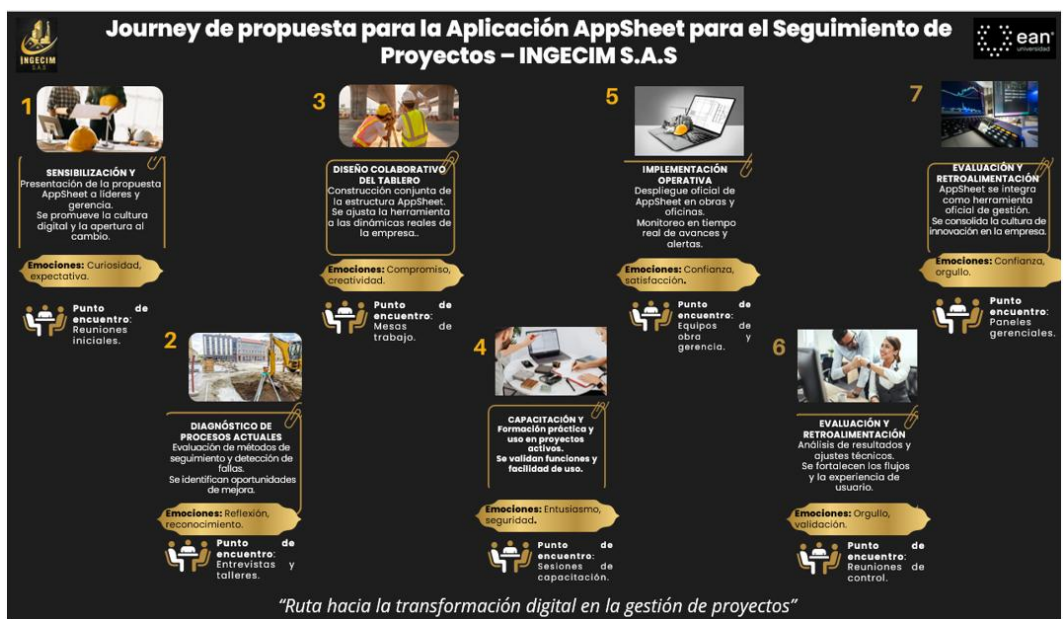 Journey de propuesta para la Aplicación AppSheet para el Seguimiento de
Proyectos – INGECIM S.A.S
INGECIM
S.A.S
ean
universidad
1
SENSIBILIZACIÓN Y
Presentación de la propuesta
AppSheet a líderes y
gerencia.
Se promueve la cultura
digital y la apertura al
cambio.
Emociones: Curiosidad,
expectativa.
Punto de
encuentro:
Reuniones
iniciales.
2
DIAGNÓSTICO DE
PROCESOS ACTUALES
Evaluación de métodos de
seguimiento y detección de
fallas.
Se identifican oportunidades
de mejora.
Emociones: Reflexión,
reconocimiento.
Punto de
encuentro:
Entrevistas y
talleres.
3
DISEÑO COLABORATIVO
DEL TABLERO
Construcción conjunta de
la estructura AppSheet.
Se ajusta la herramienta
a las dinámicas reales de
la empresa..
Emociones: Compromiso,
creatividad.
Punto de
encuentro:
Mesas de
trabajo.
4
CAPACITACIÓN Y
Formación práctica y
uso en proyectos
activos.
Se validan funciones y
facilidad de uso.
Emociones: Entusiasmo,
seguridad.
Punto de
encuentro:
Sesiones de
capacitación.
5
IMPLEMENTACIÓN
OPERATIVA
Despliegue oficial de
AppSheet en obras y
oficinas.
Monitoreo en tiempo
real de avances y
alertas.
Emociones: Confianza,
satisfacción.
Punto de
encuentro:
Equipos de
obra y
gerencia.
6
EVALUACIÓN Y
RETROALIMENTACIÓN
Análisis de resultados y
ajustes técnicos.
Se fortalecen los flujos
y la experiencia de
usuario.
Emociones: Orgullo,
validación.
Punto de
encuentro:
Reuniones de
control.
7
EVALUACIÓN Y
RETROALIMENTACIÓN
AppSheet se integra
como herramienta
oficial de gestión.
Se consolida la cultura de
innovación en la empresa.
Emociones: Confianza,
orgullo.
Punto de
encuentro:
Paneles
gerenciales.
“Ruta hacia la transformación digital en la gestión de proyectos”